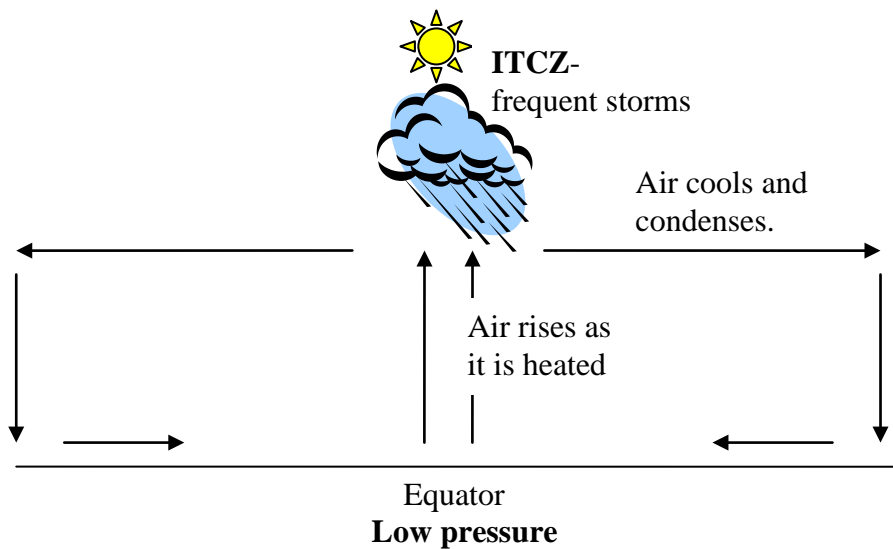 ITCZ-
frequent storms
Air cools and
condenses.
Air rises as
it is heated
Equator
Low pressure